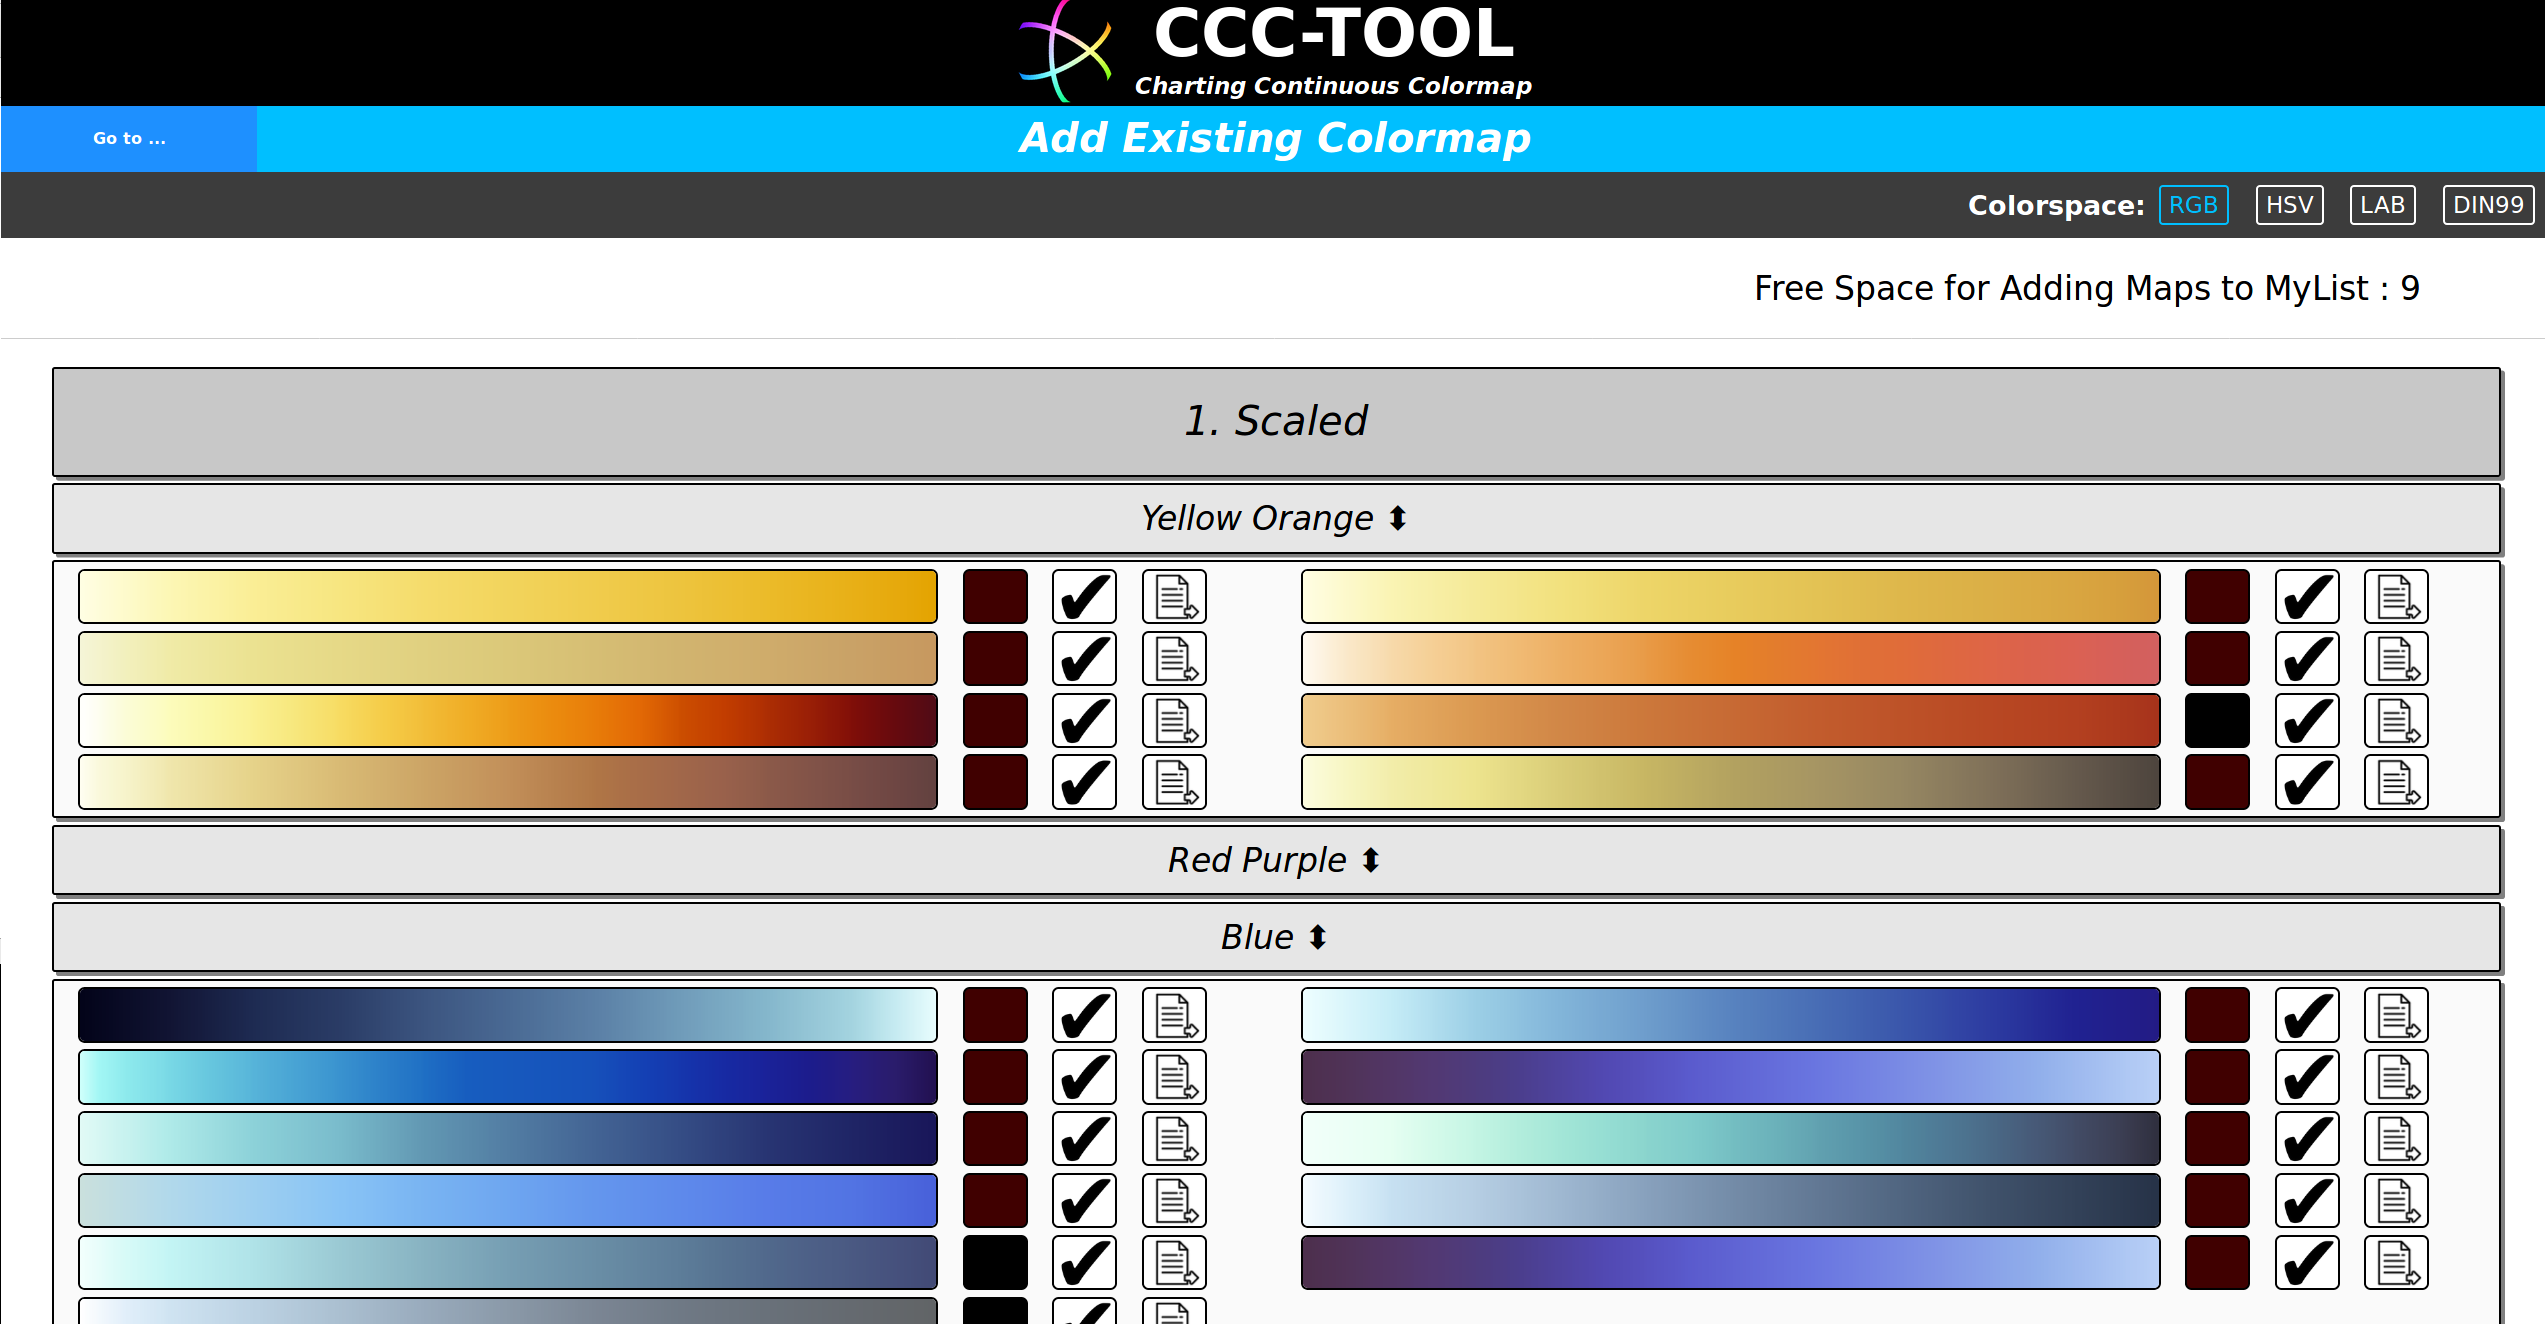 CCC-TOOL
Charting Continuous Colormap
Go to ...
Add Existing Colormap
Colorspace: RGB HSV LAB DIN99
Free Space for Adding Maps to MyList : 9
1. Scaled
Yellow Orange ⬍
Red Purple ⬍
Blue ⬍